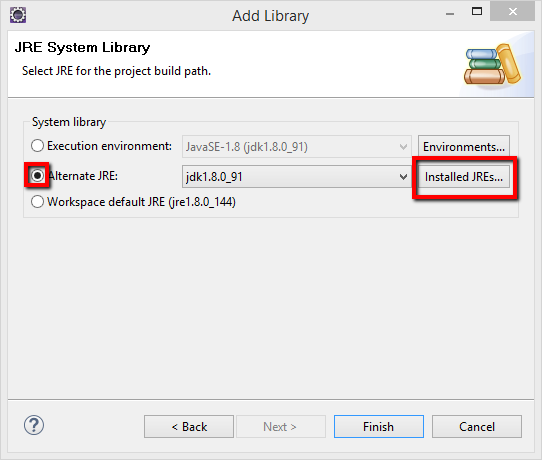 Add Library
JRE System Library
Select JRE for the project build path.
System library
Execution environment: JavaSE-1.8 (jdk1.8.0_91) Environments...
Alternate JRE: jdk1.8.0_91 Installed JREs...
Workspace default JRE (jre1.8.0_144)
? < Back Next > Finish Cancel